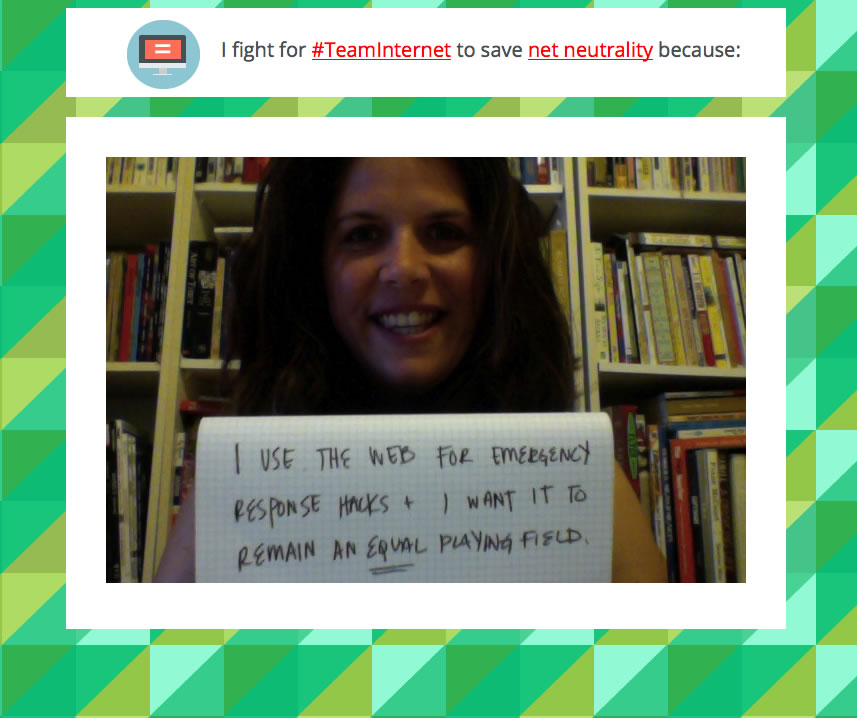 I fight for #TeamInternet to save net neutrality because:
I USE THE WEB FOR EMERGENCY
RESPONSE HACKS + I WANT IT TO
REMAIN AN EQUAL PLAYING FIELD.